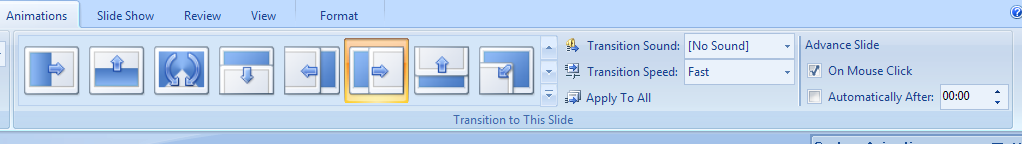 Animations Slide Show Review View Format
Transition Sound: [No Sound] Advance Slide
Transition Speed: Fast On Mouse Click
Apply To All Automatically After: 00:00
Transition to This Slide